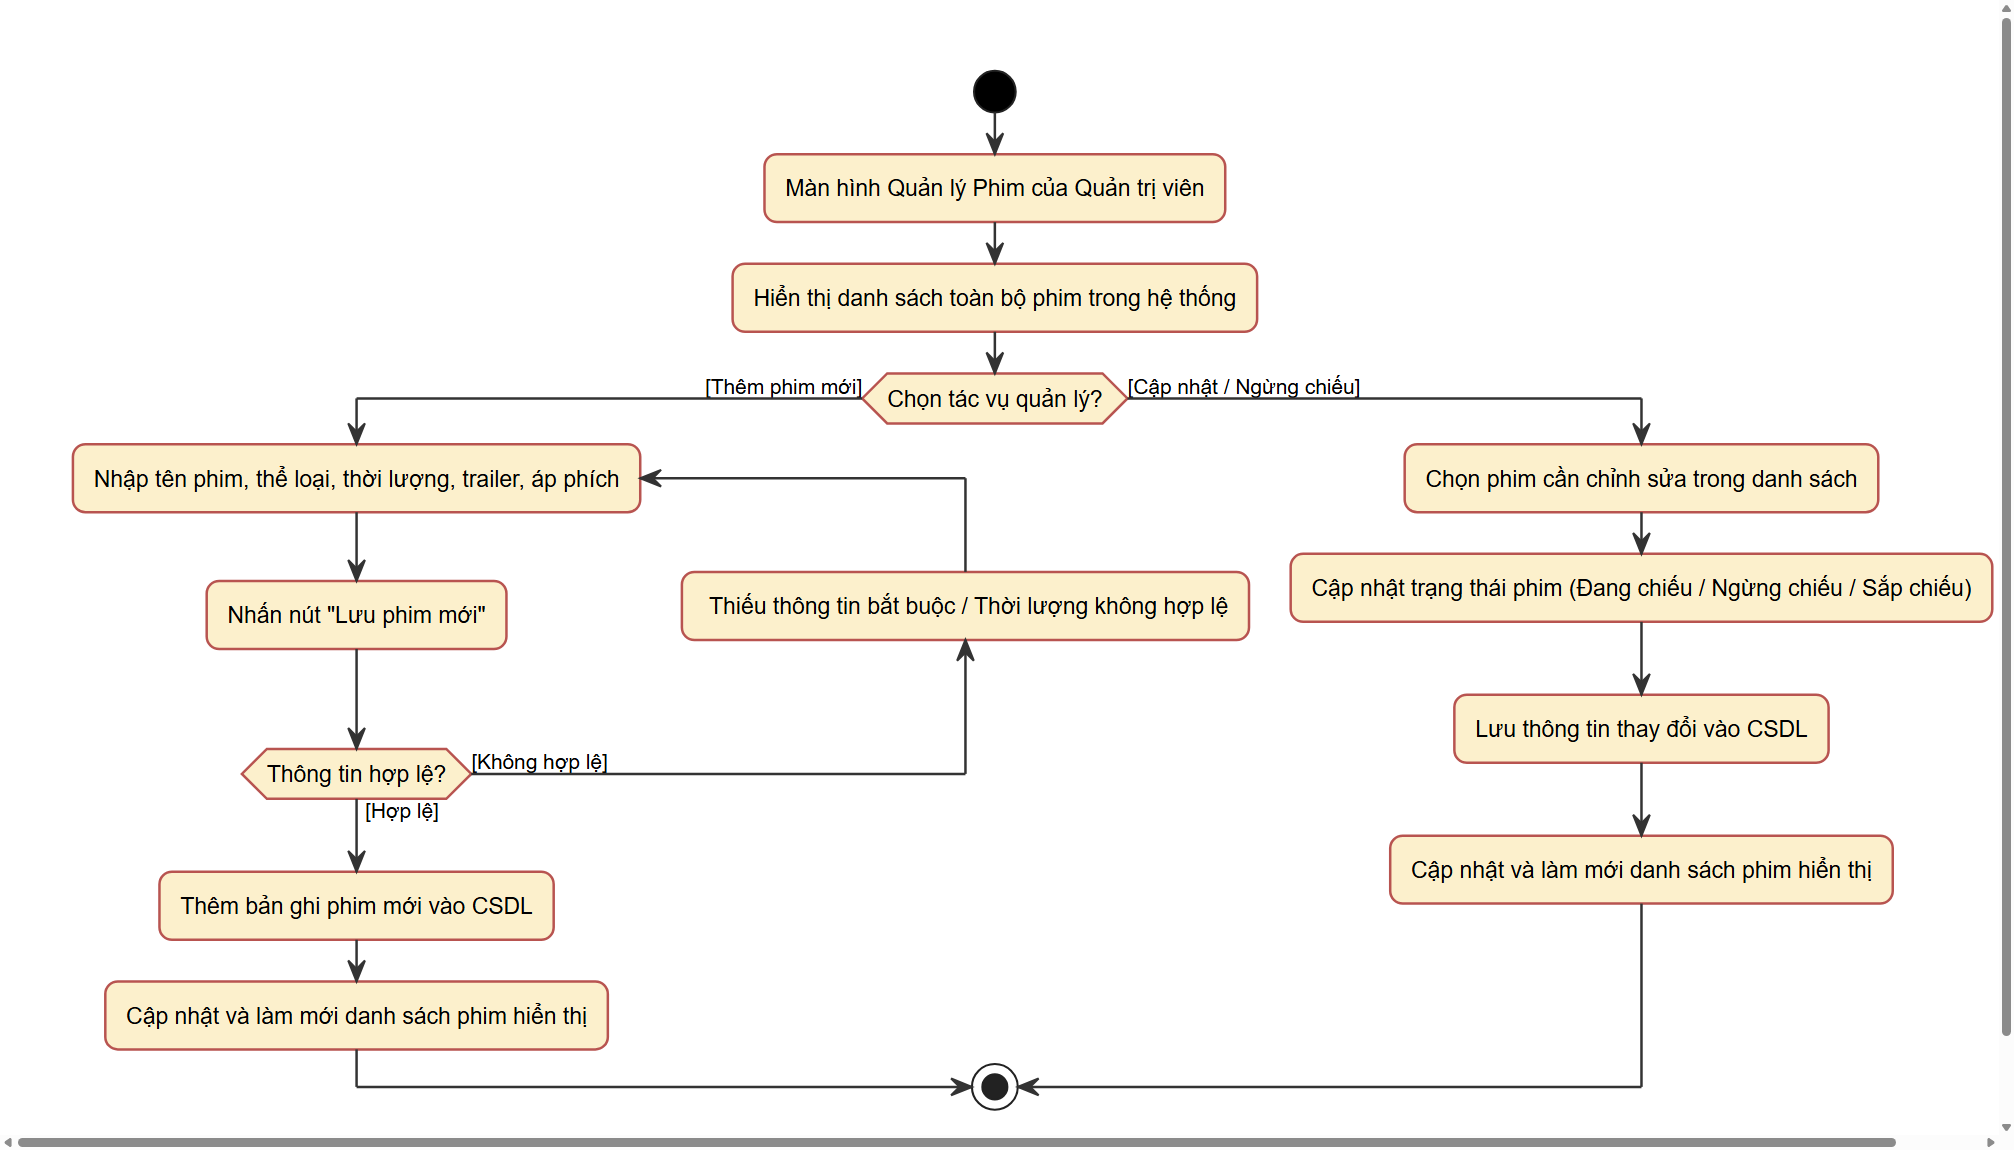 Màn hình Quản lý Phim của Quản trị viên
Hiển thị danh sách toàn bộ phim trong hệ thống
Chọn tác vụ quản lý?
[Thêm phim mới]
[Cập nhật / Ngừng chiếu]
Nhập tên phim, thể loại, thời lượng, trailer, áp phích
Nhấn nút "Lưu phim mới"
Thiếu thông tin bắt buộc / Thời lượng không hợp lệ
Thông tin hợp lệ?
[Không hợp lệ]
[Hợp lệ]
Thêm bản ghi phim mới vào CSDL
Cập nhật và làm mới danh sách phim hiển thị
Chọn phim cần chỉnh sửa trong danh sách
Cập nhật trạng thái phim (Đang chiếu / Ngừng chiếu / Sắp chiếu)
Lưu thông tin thay đổi vào CSDL
Cập nhật và làm mới danh sách phim hiển thị